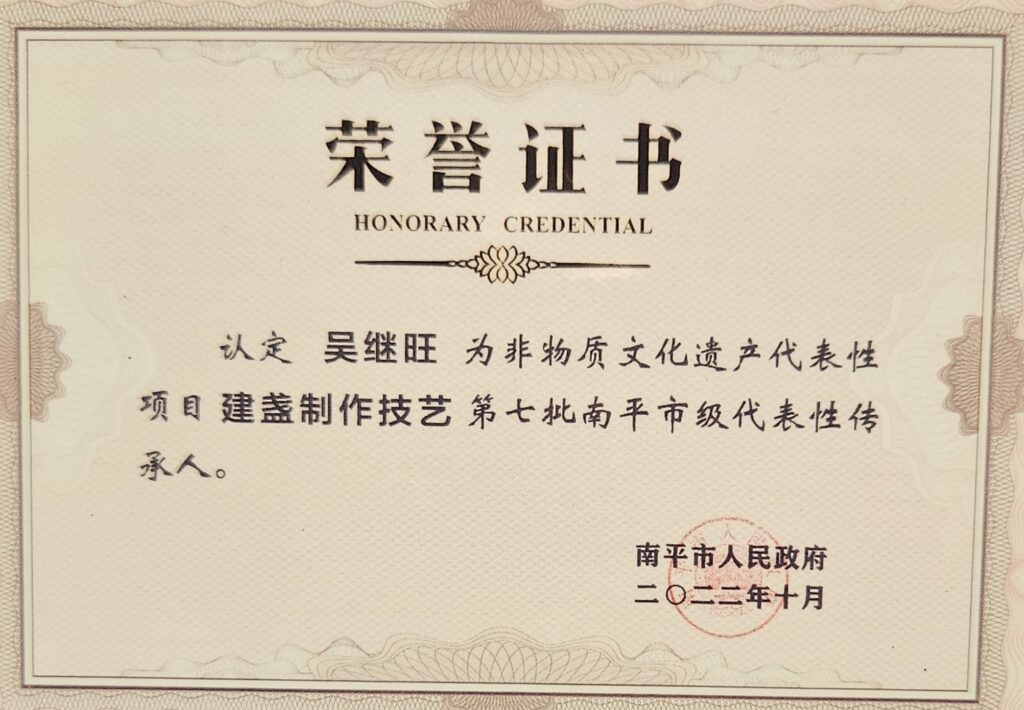 荣誉证书
HONORARY CREDENTIAL
认定 吴继旺 为非物质文化遗产代表性
项目 建盏制作技艺 第七批南平市级代表性传
承人。
南平市人民政府
二〇二二年十月